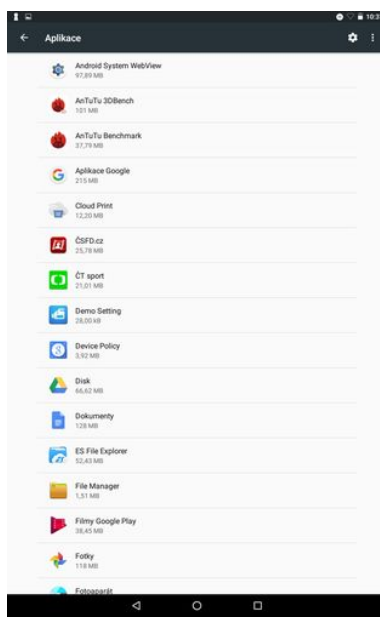 10:3
Aplikace
Android System WebView
97,89 MB
AnTuTu 3DBench
101 MB
AnTuTu Benchmark
37,79 MB
Aplikace Google
215 MB
Cloud Print
12,20 MB
ČSFD.cz
25,78 MB
ČT sport
21,01 MB
Demo Setting
28,00 kB
Device Policy
3,92 MB
Disk
66,62 MB
Dokumenty
128 MB
ES File Explorer
52,43 MB
File Manager
1,51 MB
Filmy Google Play
38,45 MB
Fotky
118 MB
Fotoaparát